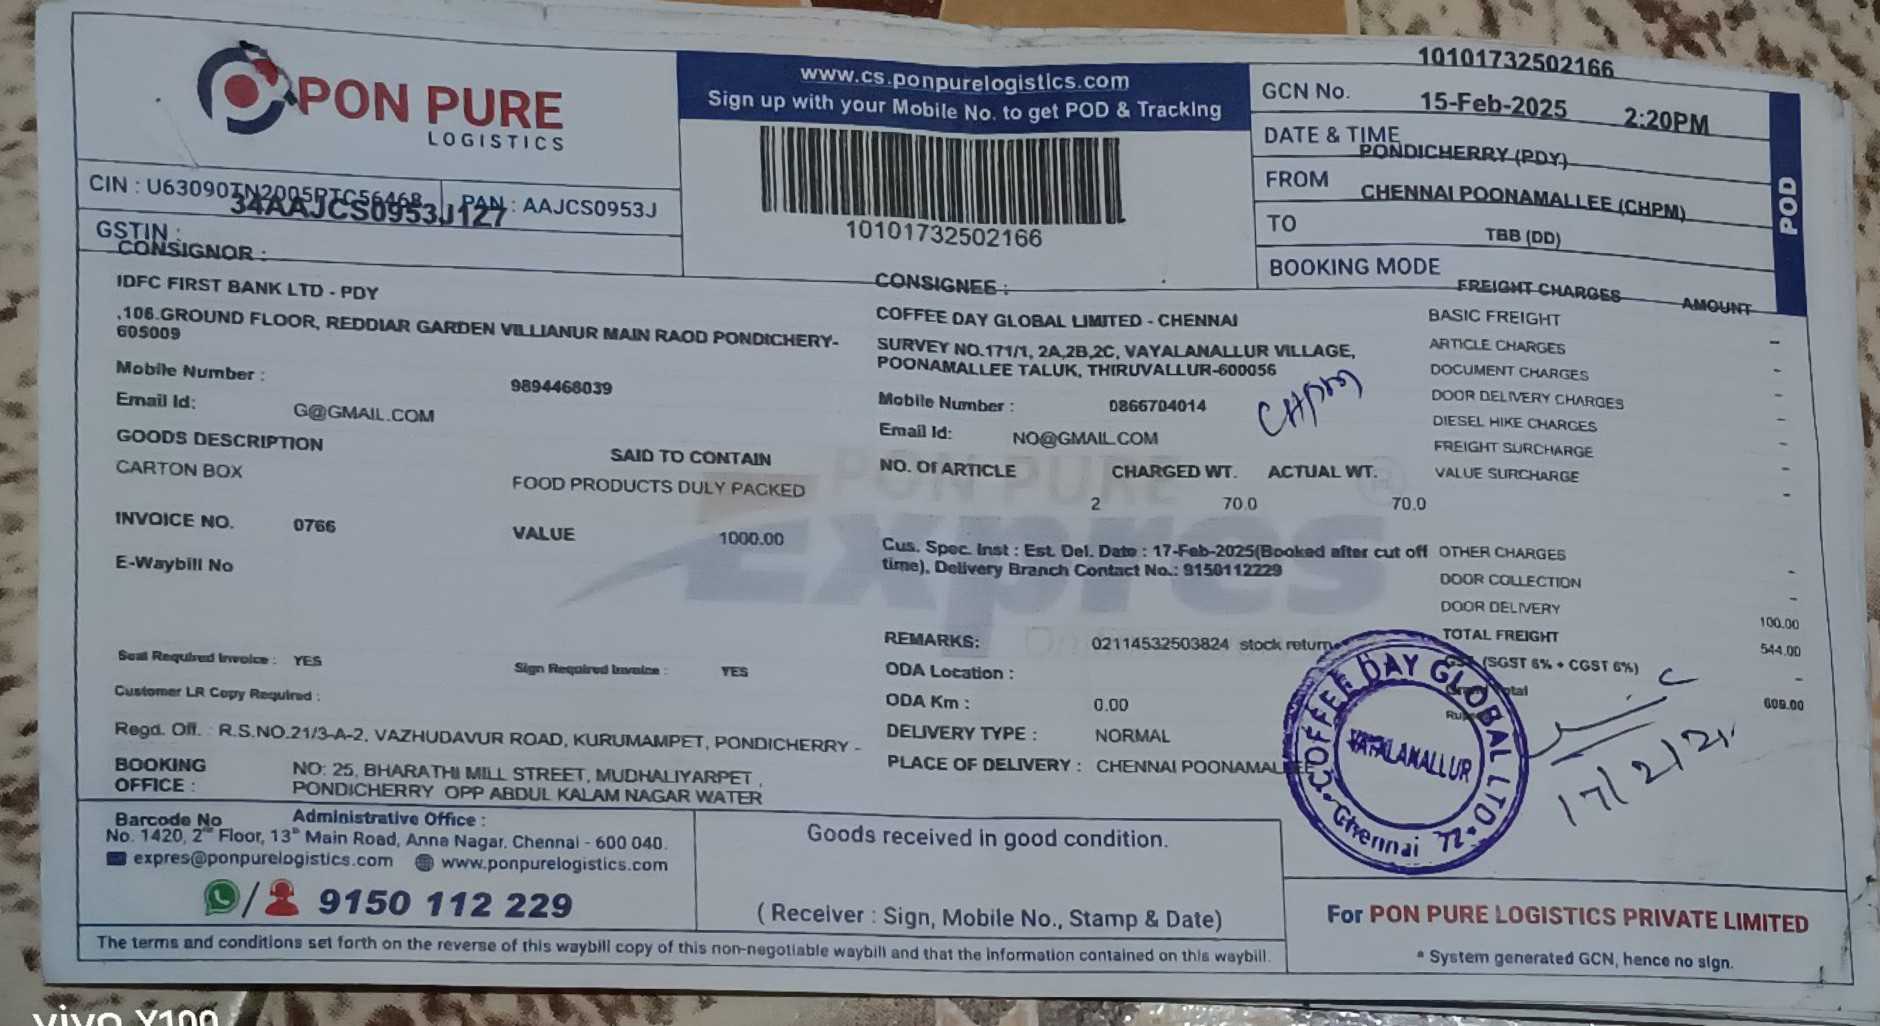 PON PURE
LOGISTICS
CIN : U63090TN2005PTC56468
PAN : AAJCS0953J
34AAJCS0953J127
GSTIN :
www.cs.ponpurelogistics.com
Sign up with your Mobile No. to get POD & Tracking
10101732502166
10101732502166
GCN No.
15-Feb-2025 2:20PM
DATE & TIME
PONDICHERRY (PDY)
FROM
CHENNAI POONAMALLEE (CHPM)
TO
TBB (DD)
BOOKING MODE
POD
CONSIGNOR :
IDFC FIRST BANK LTD - PDY
,106.GROUND FLOOR, REDDIAR GARDEN VILLIANUR MAIN RAOD PONDICHERY-
605009
Mobile Number : 9894468039
Email Id: G@GMAIL.COM
GOODS DESCRIPTION SAID TO CONTAIN
CARTON BOX FOOD PRODUCTS DULY PACKED
INVOICE NO. 0766 VALUE 1000.00
E-Waybill No
Seal Required Invoice : YES Sign Required Invoice : YES
Customer LR Copy Required :
Regd. Off. : R.S.NO.21/3-A-2, VAZHUDAVUR ROAD, KURUMAMPET, PONDICHERRY -
BOOKING OFFICE : NO: 25, BHARATHI MILL STREET, MUDHALIYARPET ,
PONDICHERRY OPP ABDUL KALAM NAGAR WATER
CONSIGNEE :
COFFEE DAY GLOBAL LIMITED - CHENNAI
SURVEY NO.171/1, 2A,2B,2C, VAYALANALLUR VILLAGE,
POONAMALLEE TALUK, THIRUVALLUR-600056
Mobile Number : 0866704014
CHPM
Email Id: NO@GMAIL.COM
NO. Of ARTICLE CHARGED WT. ACTUAL WT.
2 70.0 70.0
PON PURE
Expres
Cus. Spec. Inst : Est. Del. Date : 17-Feb-2025(Booked after cut off
time), Delivery Branch Contact No.: 9150112229
REMARKS: 02114532503824 stock return
ODA Location :
ODA Km : 0.00
DELIVERY TYPE : NORMAL
PLACE OF DELIVERY : CHENNAI POONAMALLEE
FREIGHT CHARGES AMOUNT
BASIC FREIGHT -
ARTICLE CHARGES -
DOCUMENT CHARGES -
DOOR DELIVERY CHARGES -
DIESEL HIKE CHARGES -
FREIGHT SURCHARGE -
VALUE SURCHARGE -
OTHER CHARGES -
DOOR COLLECTION -
DOOR DELIVERY 100.00
TOTAL FREIGHT 544.00
(SGST 6% + CGST 6%) -
Grand Total 609.00
COFFEE DAY GLOBAL LTD.
VAYALANALLUR
Chennai 72.
Barcode No
Administrative Office :
No. 1420, 2nd Floor, 13th Main Road, Anna Nagar, Chennai - 600 040.
expres@ponpurelogistics.com www.ponpurelogistics.com
/ 9150 112 229
Goods received in good condition.
( Receiver : Sign, Mobile No., Stamp & Date)
The terms and conditions set forth on the reverse of this waybill copy of this non-negotiable waybill and that the information contained on this waybill.
For PON PURE LOGISTICS PRIVATE LIMITED
* System generated GCN, hence no sign.
vivo Y100